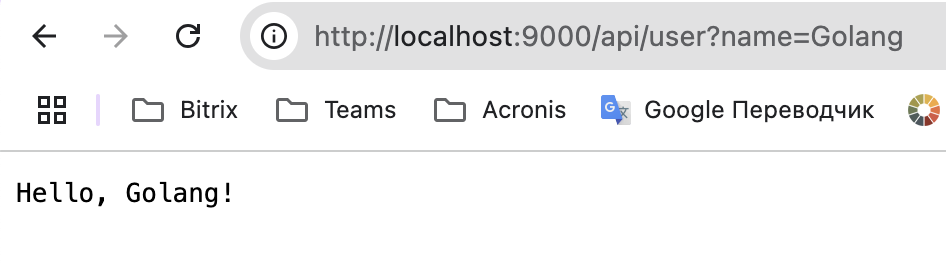 http://localhost:9000/api/user?name=Golang
Bitrix Teams Acronis Google Переводчик
Hello, Golang!